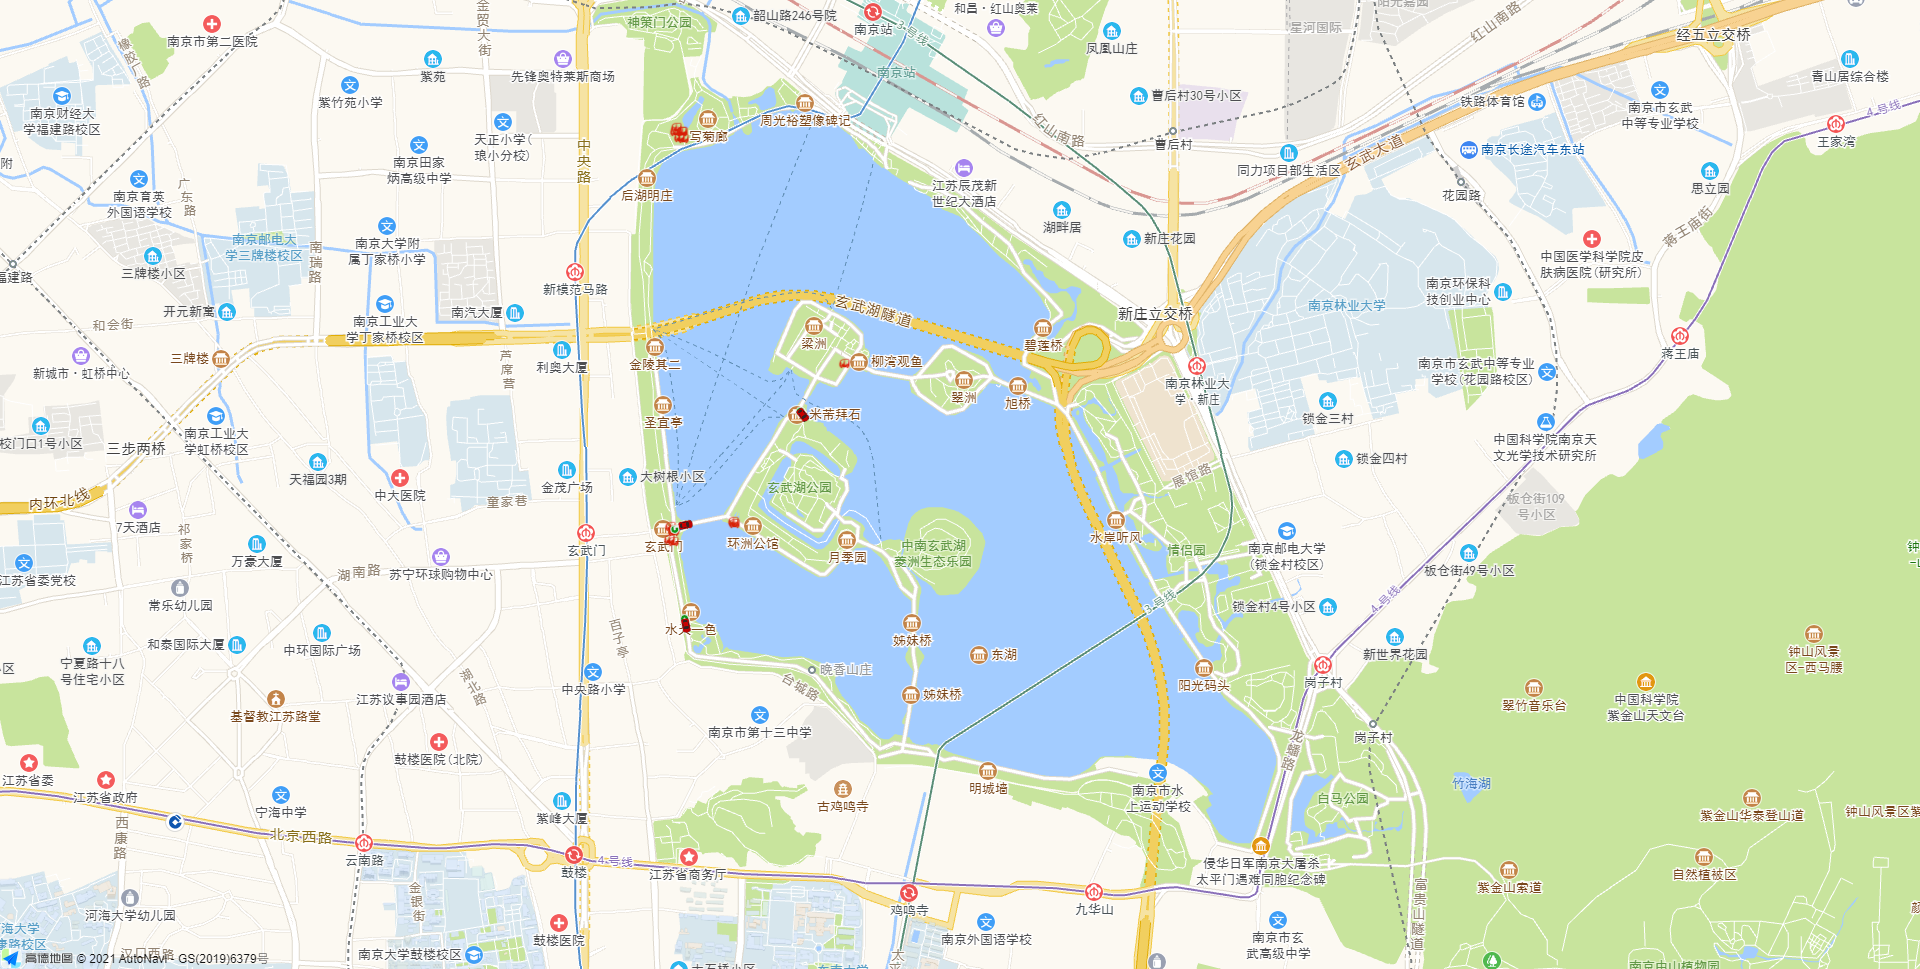 金贸大街
神策门公园
韶山路246号院
南京站
3号线
和昌·红山奥莱
凤凰山庄
星河国际
阳光嘉园
红山南路
经五立交桥
南京市第二医院
橡胶厂路
紫苑
先锋奥特莱斯商场
南京站
青山居综合楼
紫竹苑小学
曹后村30号小区
铁路体育馆
南京市玄武
中等专业学校
4号线
南京财经大
学福建路校区
天正小学(
琅小分校)
写菊廊
周光裕塑像碑记
红山南路
曹后村
玄武大道
南京长途汽车东站
王家湾
附
南京田家
炳高级中学
中央路
同力项目部生活区
南京育英
外国语学校
广东路
后湖明庄
江苏辰茂新
世纪大酒店
花园路
思立园
南京邮电大
学三牌楼校区
南京大学附
属丁家桥小学
湖畔居
新庄花园
蒋王庙街
福建路
三牌楼小区
南瑞路
新模范马路
中国医学科学院皮
肤病医院(研究所)
开元新寓
和会街
南京工业大
学丁家桥校区
南汽大厦
玄武湖隧道
新庄立交桥
南京林业大学
南京环保科
技创业中心
三牌楼
新城市·虹桥中心
芦席营
利奥大厦
金陵其二
梁洲
柳湾观鱼
碧莲桥
蒋王庙
翠洲
旭桥
南京林业大
学·新庄
南京市玄武中等专业
学校(花园路校区)
校门口1号小区
南京工业大
学虹桥校区
圣宜亭
米芾拜石
锁金三村
三步两桥
中国科学院南京天
文光学技术研究所
天福园3期
中大医院
金茂广场
大树根小区
玄武湖公园
展馆路
锁金四村
内环北线
童家巷
板仓街109
号小区
7天酒店
祁家桥
万豪大厦
玄武门
玄武门
环洲公馆
月季园
中南玄武湖
菱洲生态乐园
水岸听风
情侣园
南京邮电大学
(锁金村校区)
江苏省委党校
湖南路
苏宁环球购物中心
板仓街49号小区
常乐幼儿园
3号线
锁金村4号小区
4号线
和泰国际大厦
中环国际广场
百子亭
水天一色
姊妹桥
东湖
新世界花园
钟山风景
区-西马腰
宁夏路十八
号住宅小区
湖北路
晚香山庄
台城路
阳光码头
岗子村
江苏议事园酒店
中央路小学
姊妹桥
翠竹音乐台
中国科学院
紫金山天文台
基督教江苏路堂
南京市第十三中学
岗子村
龙蟠路
鼓楼医院(北院)
江苏省委
江苏省政府
宁海中学
紫峰大厦
古鸡鸣寺
明城墙
南京市水
上运动学校
白马公园
竹海湖
紫金山华泰登山道
钟山风景区紫
西康路
北京西路
云南路
鼓楼
4号线
江苏省商务厅
侵华日军南京大屠杀
太平门遇难同胞纪念碑
紫金山索道
自然植被区
河海大学幼儿园
金银街
鸡鸣寺
九华山
富贵山隧道
鼓楼医院
南京外国语学校
南京市玄
武高级中学
汉口西路
南京大学鼓楼校区
高德地图 © 2021 AutoNavi - GS(2019)6379号